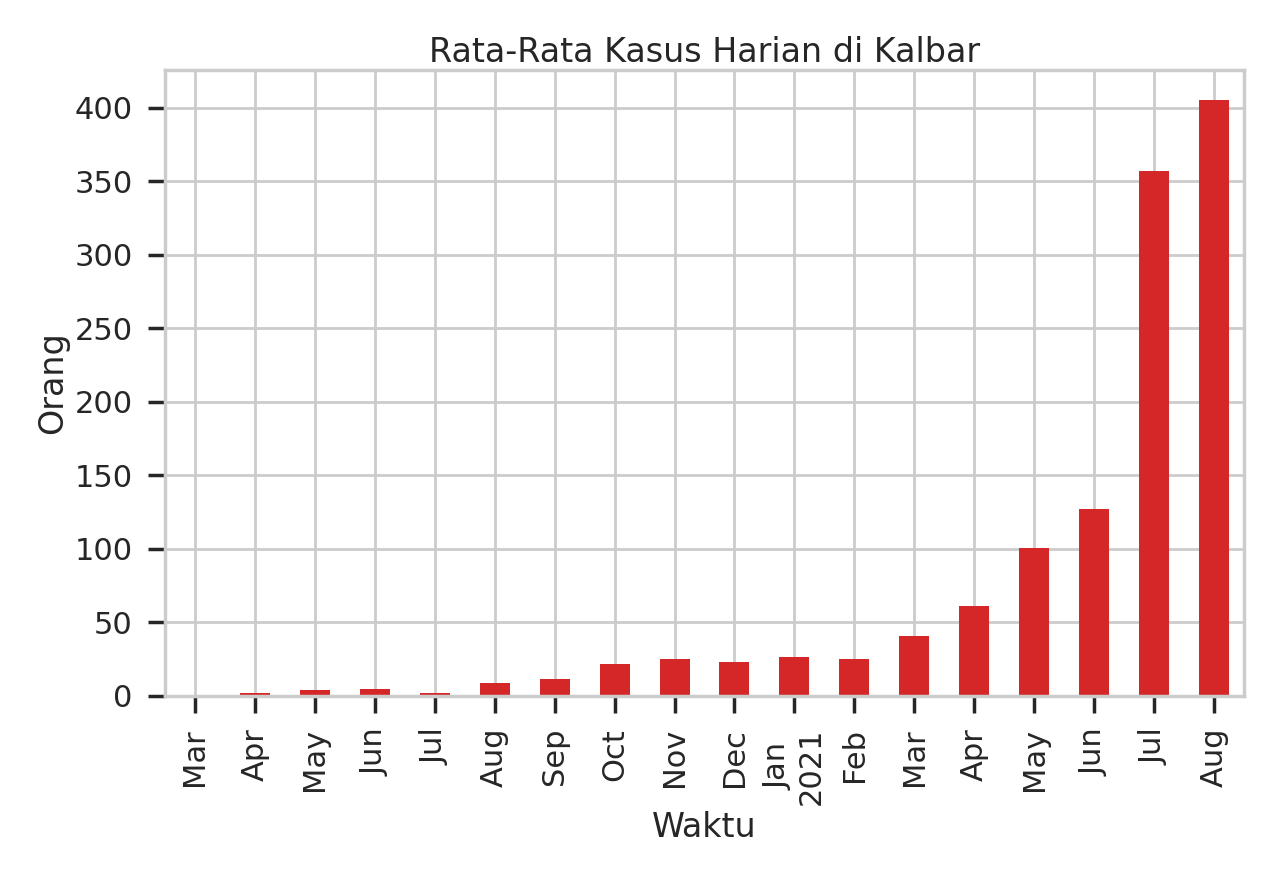 Rata-Rata Kasus Harian di Kalbar
400
350
300
250
200
150
100
50
0
Orang
Mar
Apr
May
Jun
Jul
Aug
Sep
Oct
Nov
Dec
Jan
2021
Feb
Mar
Apr
May
Jun
Jul
Aug
Waktu